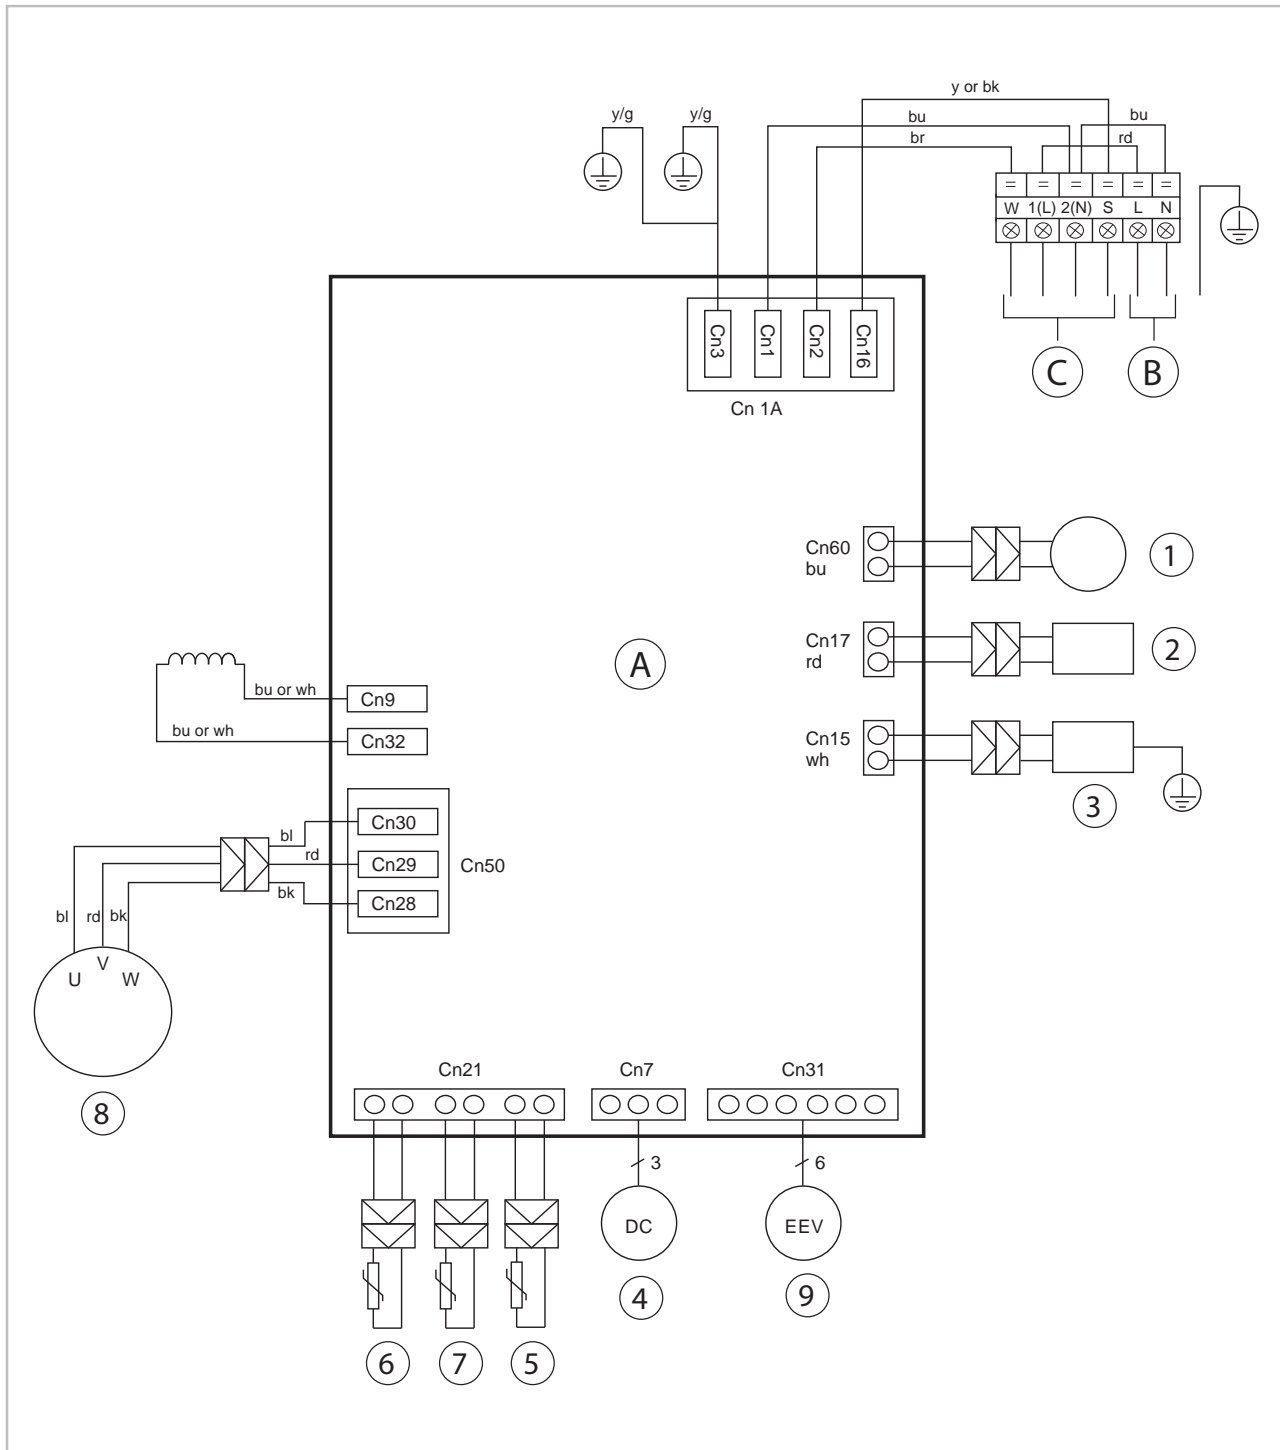 y or bk
y/g y/g
bu bu
br rd
= = = = = =
W 1(L) 2(N) S L N
C B
Cn3 Cn1 Cn2 Cn16
Cn 1A
Cn60
bu
1
Cn17
rd
2
A
bu or wh
Cn9
bu or wh
Cn32
Cn15
wh
3
bl
Cn30
rd
Cn29
Cn50
bk
Cn28
bl rd bk
U V W
8
Cn21 Cn7 Cn31
3 6
DC EEV
4 9
6 7 5